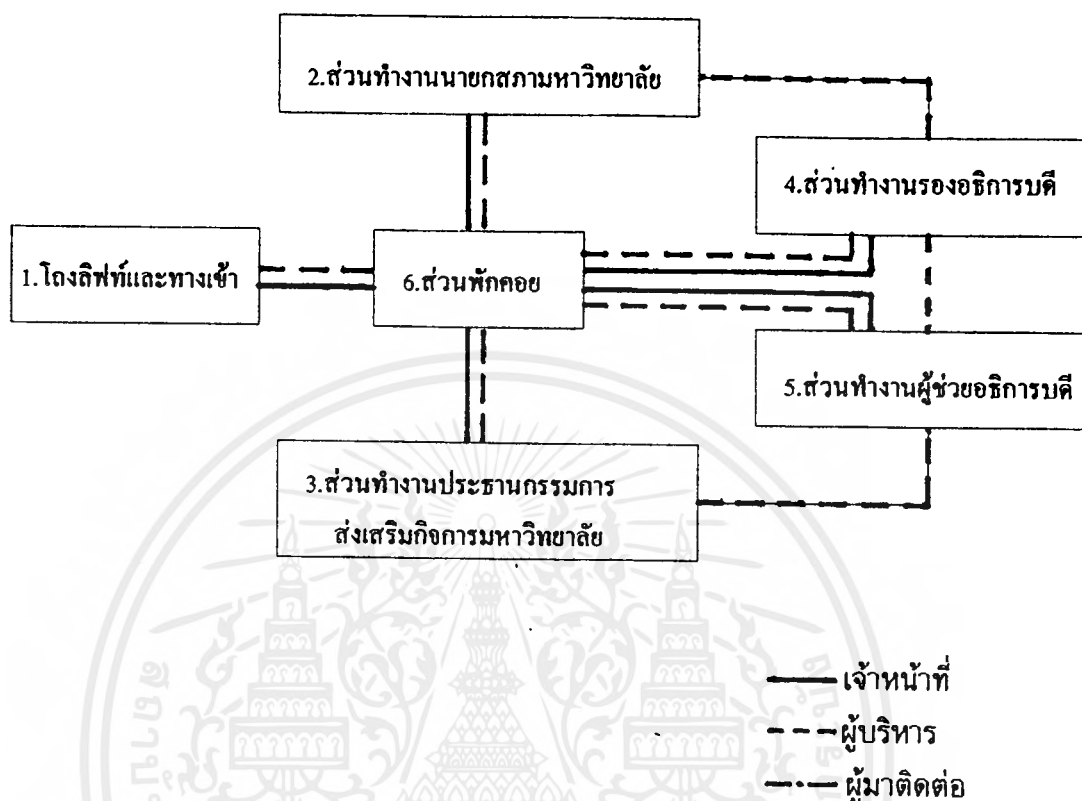 2.ส่วนทำงานนายกสภามหาวิทยาลัย
4.ส่วนทำงานรองอธิการบดี
1.โถงลิฟท์และทางเข้า
6.ส่วนพักคอย
5.ส่วนทำงานผู้ช่วยอธิการบดี
3.ส่วนทำงานประธานกรรมการ
ส่งเสริมกิจการมหาวิทยาลัย
เจ้าหน้าที่
ผู้บริหาร
ผู้มาติดต่อ